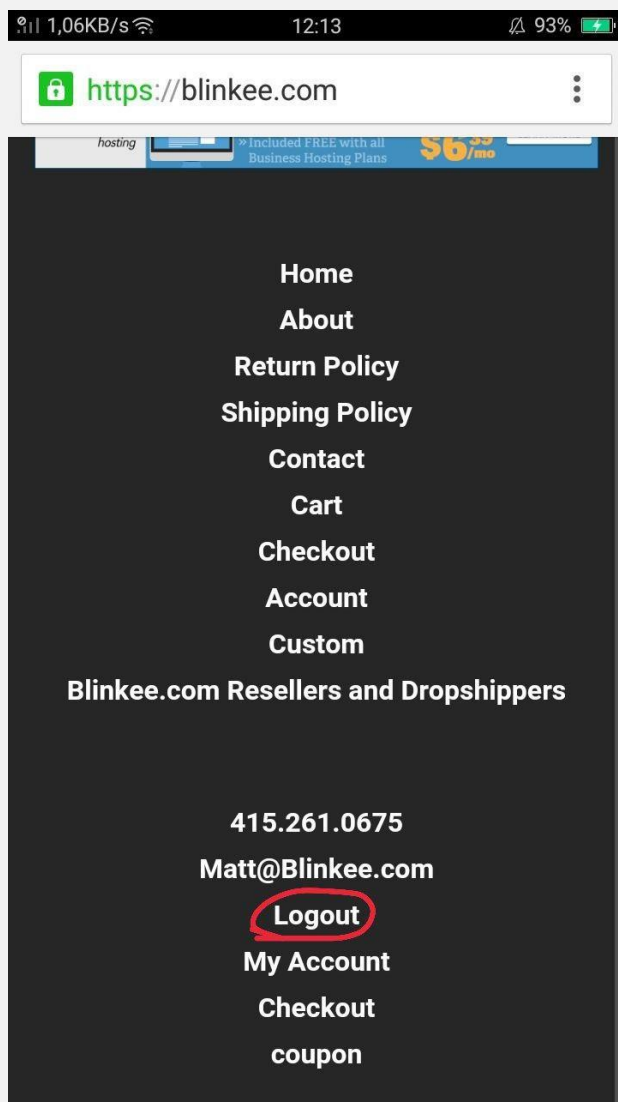 1,06KB/s 12:13 93%
https://blinkee.com
hosting
»Included FREE with all
Business Hosting Plans
$6 /mo
Home
About
Return Policy
Shipping Policy
Contact
Cart
Checkout
Account
Custom
Blinkee.com Resellers and Dropshippers
415.261.0675
Matt@Blinkee.com
Logout
My Account
Checkout
coupon